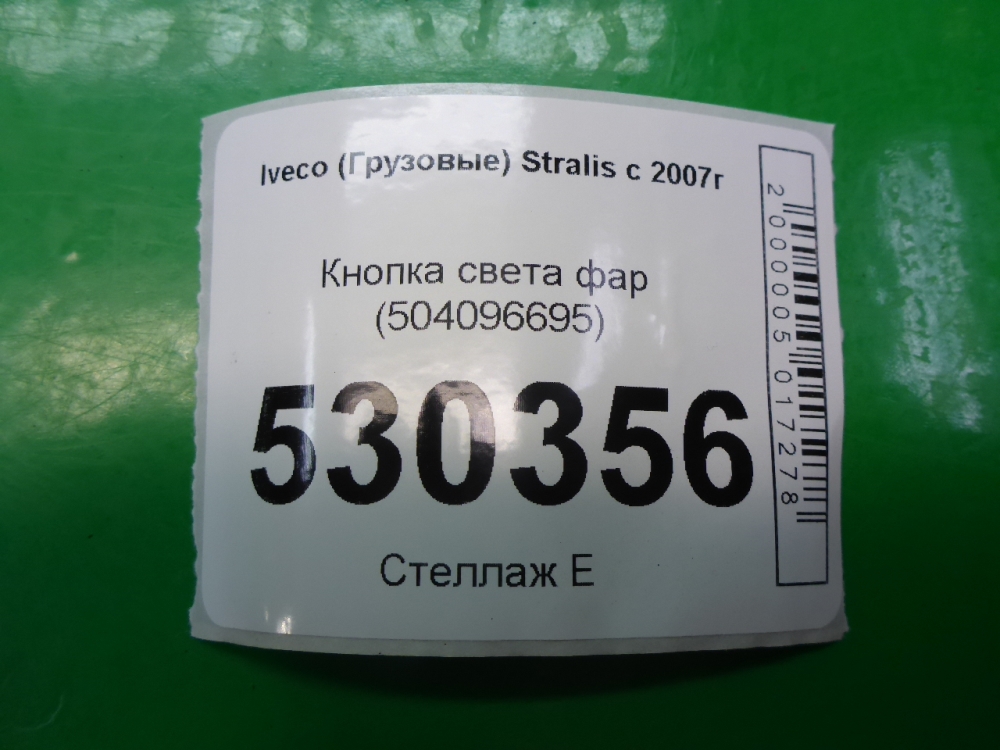 Iveco (Грузовые) Stralis с 2007г
Кнопка света фар
(504096695)
530356
Стеллаж Е
2000005017278